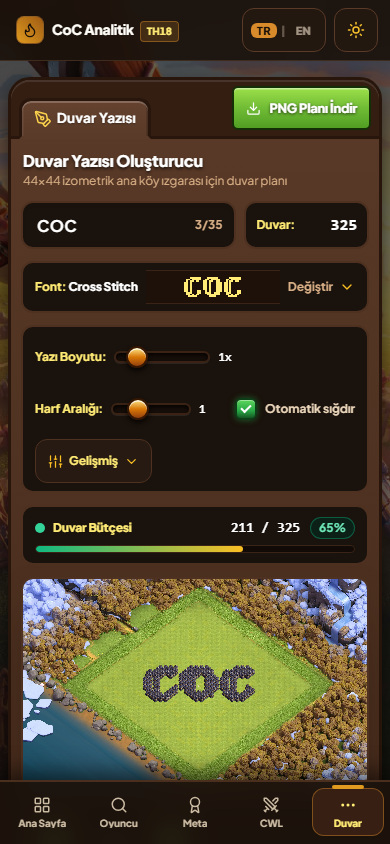 CoC Analitik TH18 TR | EN
Duvar Yazısı
PNG Planı İndir
Duvar Yazısı Oluşturucu
44×44 izometrik ana köy ızgarası için duvar planı
COC 3/35 Duvar: 325
Font: Cross Stitch COC Değiştir
Yazı Boyutu: 1x
Harf Aralığı: 1 Otomatik sığdır
Gelişmiş
Duvar Bütçesi 211 / 325 65%
COC
Ana Sayfa Oyuncu Meta CWL Duvar